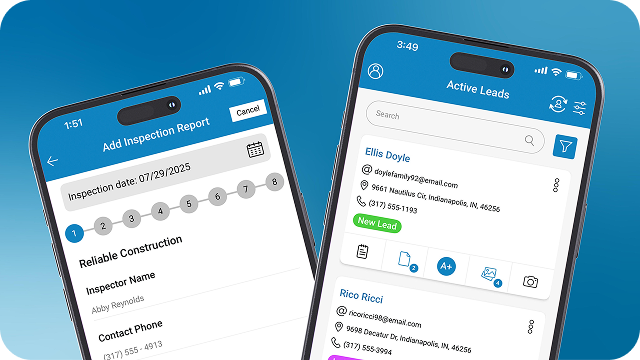 1:51
Add Inspection Report
Cancel
Inspection date: 07/29/2025
1 2 3 4 5 6 7 8
Reliable Construction
Inspector Name
Abby Reynolds
Contact Phone
(317) 555 - 4913
3:49
Active Leads
Search
Ellis Doyle
doylefamily92@email.com
9661 Nautilus Cir, Indianapolis, IN, 46256
(317) 555-1193
New Lead
2
A+
4
Rico Ricci
ricoricci98@email.com
9698 Decatur Dr, Indianapolis, IN, 46256
(317) 555-3994